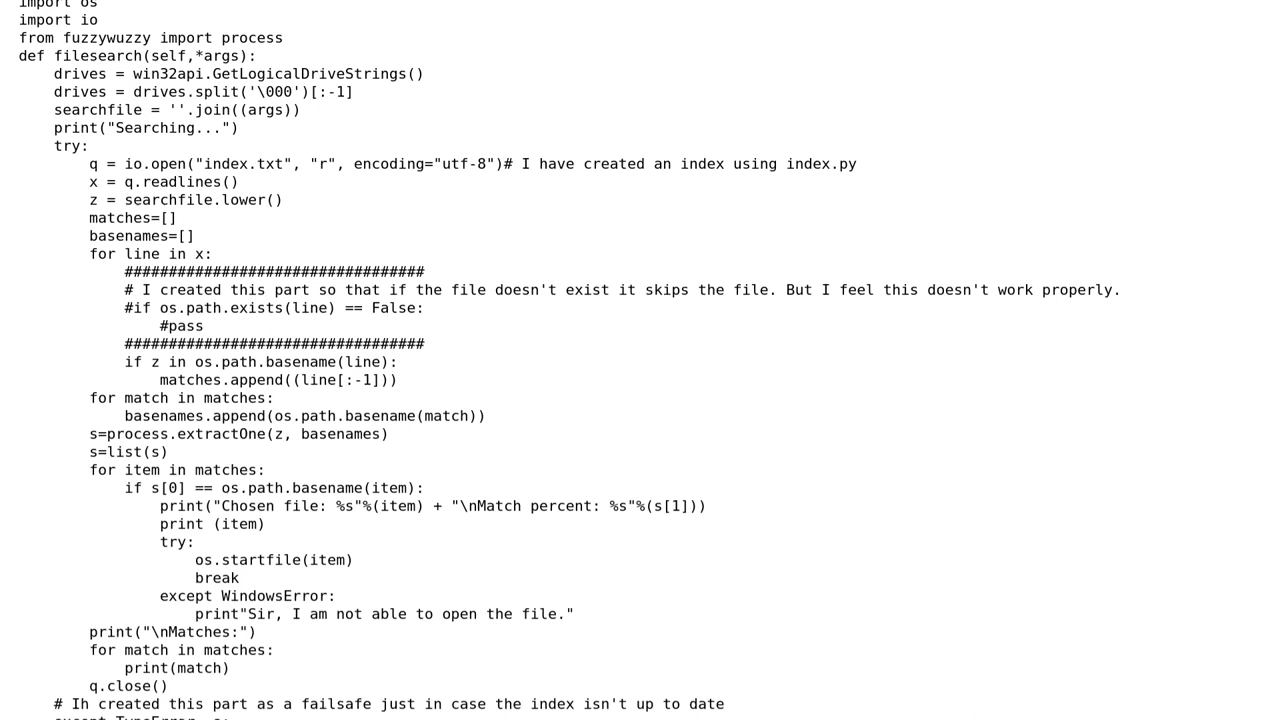 import os
import io
from fuzzywuzzy import process
def filesearch(self,*args):
    drives = win32api.GetLogicalDriveStrings()
    drives = drives.split('\000')[:-1]
    searchfile = ''.join((args))
    print("Searching...")
    try:
        q = io.open("index.txt", "r", encoding="utf-8")# I have created an index using index.py
        x = q.readlines()
        z = searchfile.lower()
        matches=[]
        basenames=[]
        for line in x:
            ##################################
            # I created this part so that if the file doesn't exist it skips the file. But I feel this doesn't work properly.
            #if os.path.exists(line) == False:
                #pass
            ##################################
            if z in os.path.basename(line):
                matches.append((line[:-1]))
        for match in matches:
            basenames.append(os.path.basename(match))
        s=process.extractOne(z, basenames)
        s=list(s)
        for item in matches:
            if s[0] == os.path.basename(item):
                print("Chosen file: %s"%(item) + "\nMatch percent: %s"%(s[1]))
                print (item)
                try:
                    os.startfile(item)
                    break
                except WindowsError:
                    print"Sir, I am not able to open the file."
        print("\nMatches:")
        for match in matches:
            print(match)
        q.close()
    # Ih created this part as a failsafe just in case the index isn't up to date
    except TypeError, e: